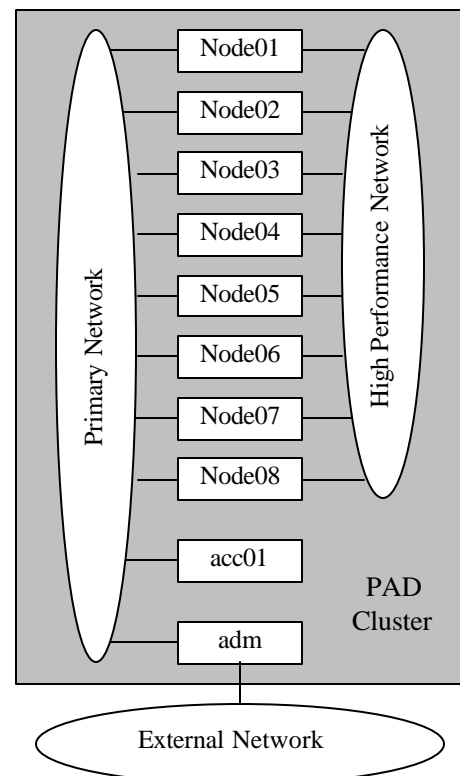 Node01
Node02
Node03
Node04
Node05
Node06
Node07
Node08
acc01
adm
Primary Network
High Performance Network
PAD
Cluster
External Network